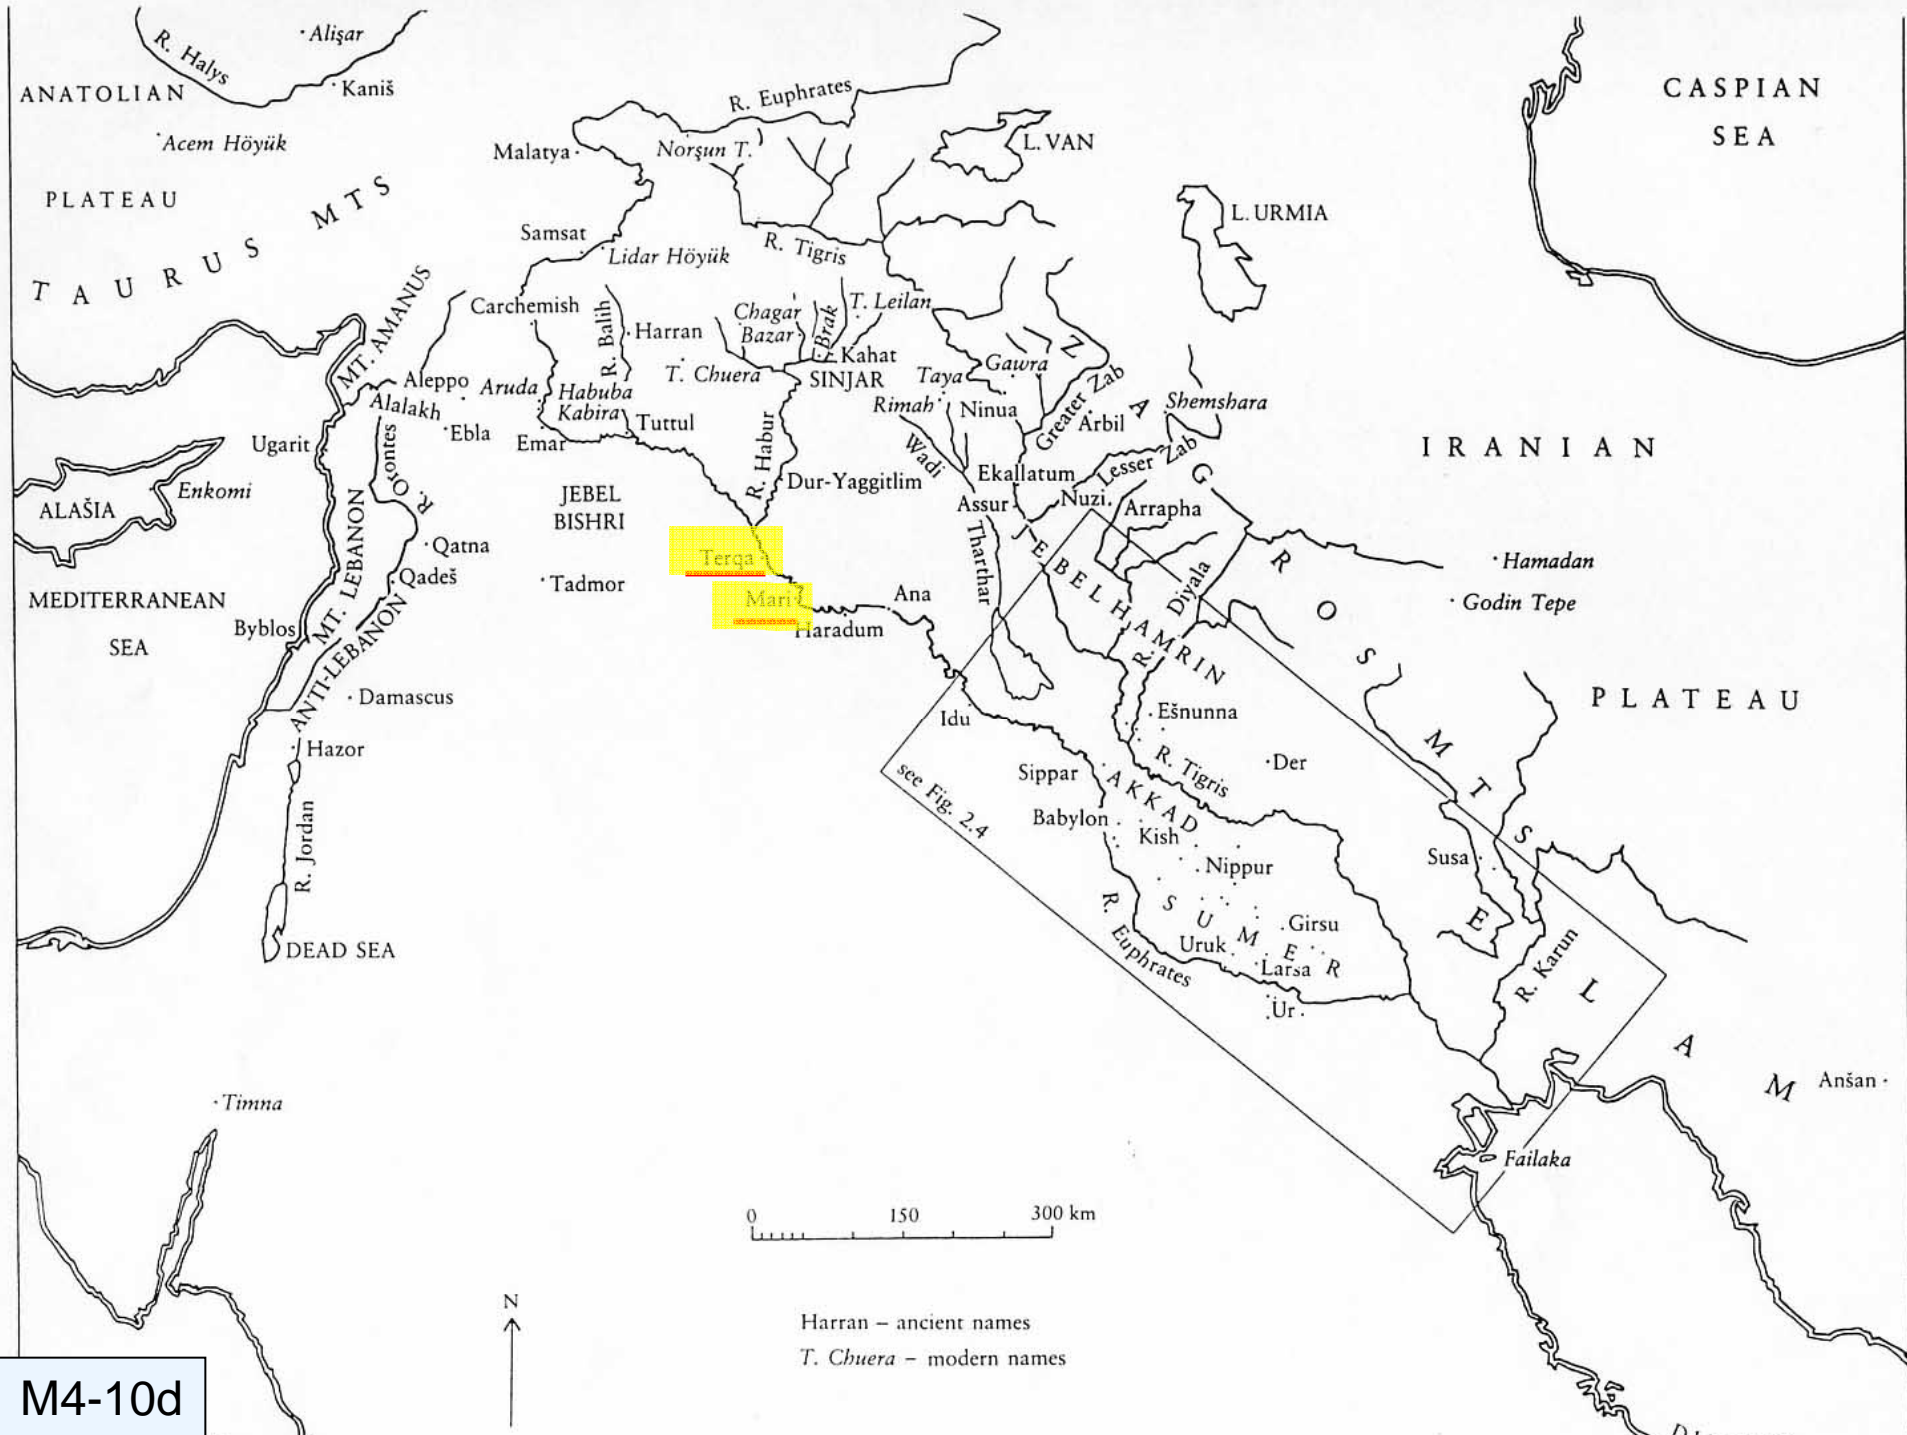 R. Halys
Alişar
Kaniš
ANATOLIAN
Acem Höyük
PLATEAU
TAURUS MTS
R. Euphrates
Malatya
Norşun T.
L. VAN
CASPIAN
SEA
L. URMIA
Samsat
Lidar Höyük
R. Tigris
MT. AMANUS
Carchemish
R. Balih
Harran
Chagar
Bazar
Brak
T. Leilan
Kahat
T. Chuera
SINJAR
Taya
Gawra
Rimah
Ninua
Greater Zab
Arbil
Shemshara
ZAGROS MTS
Aleppo
Alalakh
Aruda
Habuba
Kabira
Ebla
Emar
Tuttul
Ugarit
R. Orontes
R. Habur
Dur-Yaggitlim
Wadi
Tharthar
Ekallatum
Lesser Zab
Assur
Nuzi
Arrapha
IRANIAN
PLATEAU
Enkomi
ALAŠIA
JEBEL
BISHRI
MT. LEBANON
Qatna
Qadeš
Terqa
Tadmor
Mari
Ana
Haradum
JEBEL HAMRIN
R. Diyala
Hamadan
Godin Tepe
MEDITERRANEAN
SEA
Byblos
ANTI-LEBANON
Damascus
Hazor
R. Jordan
DEAD SEA
Idu
Ešnunna
Der
Sippar
AKKAD
R. Tigris
see Fig. 2.4
Babylon
Kish
Nippur
Susa
SUMER
Girsu
Uruk
Larsa
R. Euphrates
Ur
R. Karun
ELAM
Anšan
Timna
Failaka
0 150 300 km
N
Harran – ancient names
T. Chuera – modern names
M4-10d